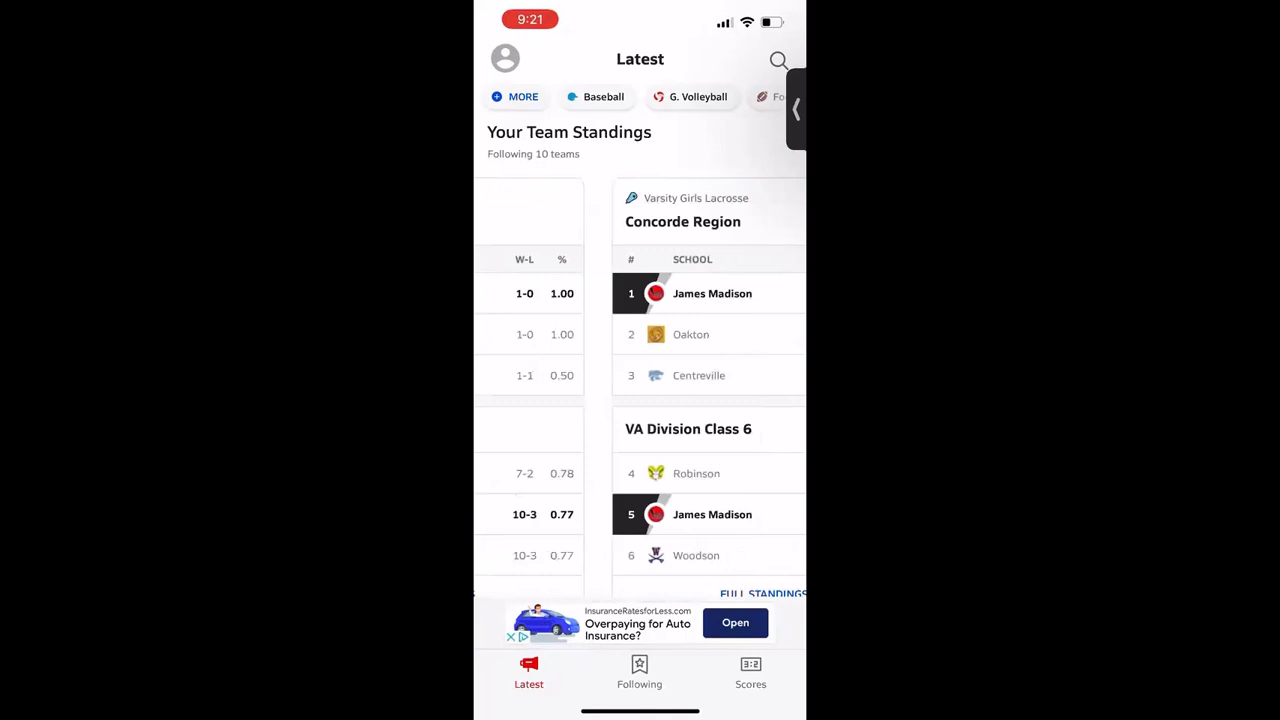 9:21
Latest
MORE
Baseball
G. Volleyball
Fo
Your Team Standings
Following 10 teams
W-L %
1-0 1.00
1-0 1.00
1-1 0.50
7-2 0.78
10-3 0.77
10-3 0.77
Varsity Girls Lacrosse
Concorde Region
# SCHOOL
1 James Madison
2 Oakton
3 Centreville
VA Division Class 6
4 Robinson
5 James Madison
6 Woodson
FULL STANDINGS
InsuranceRatesforLess.com
Overpaying for Auto
Insurance?
Open
Latest
Following
3:2
Scores